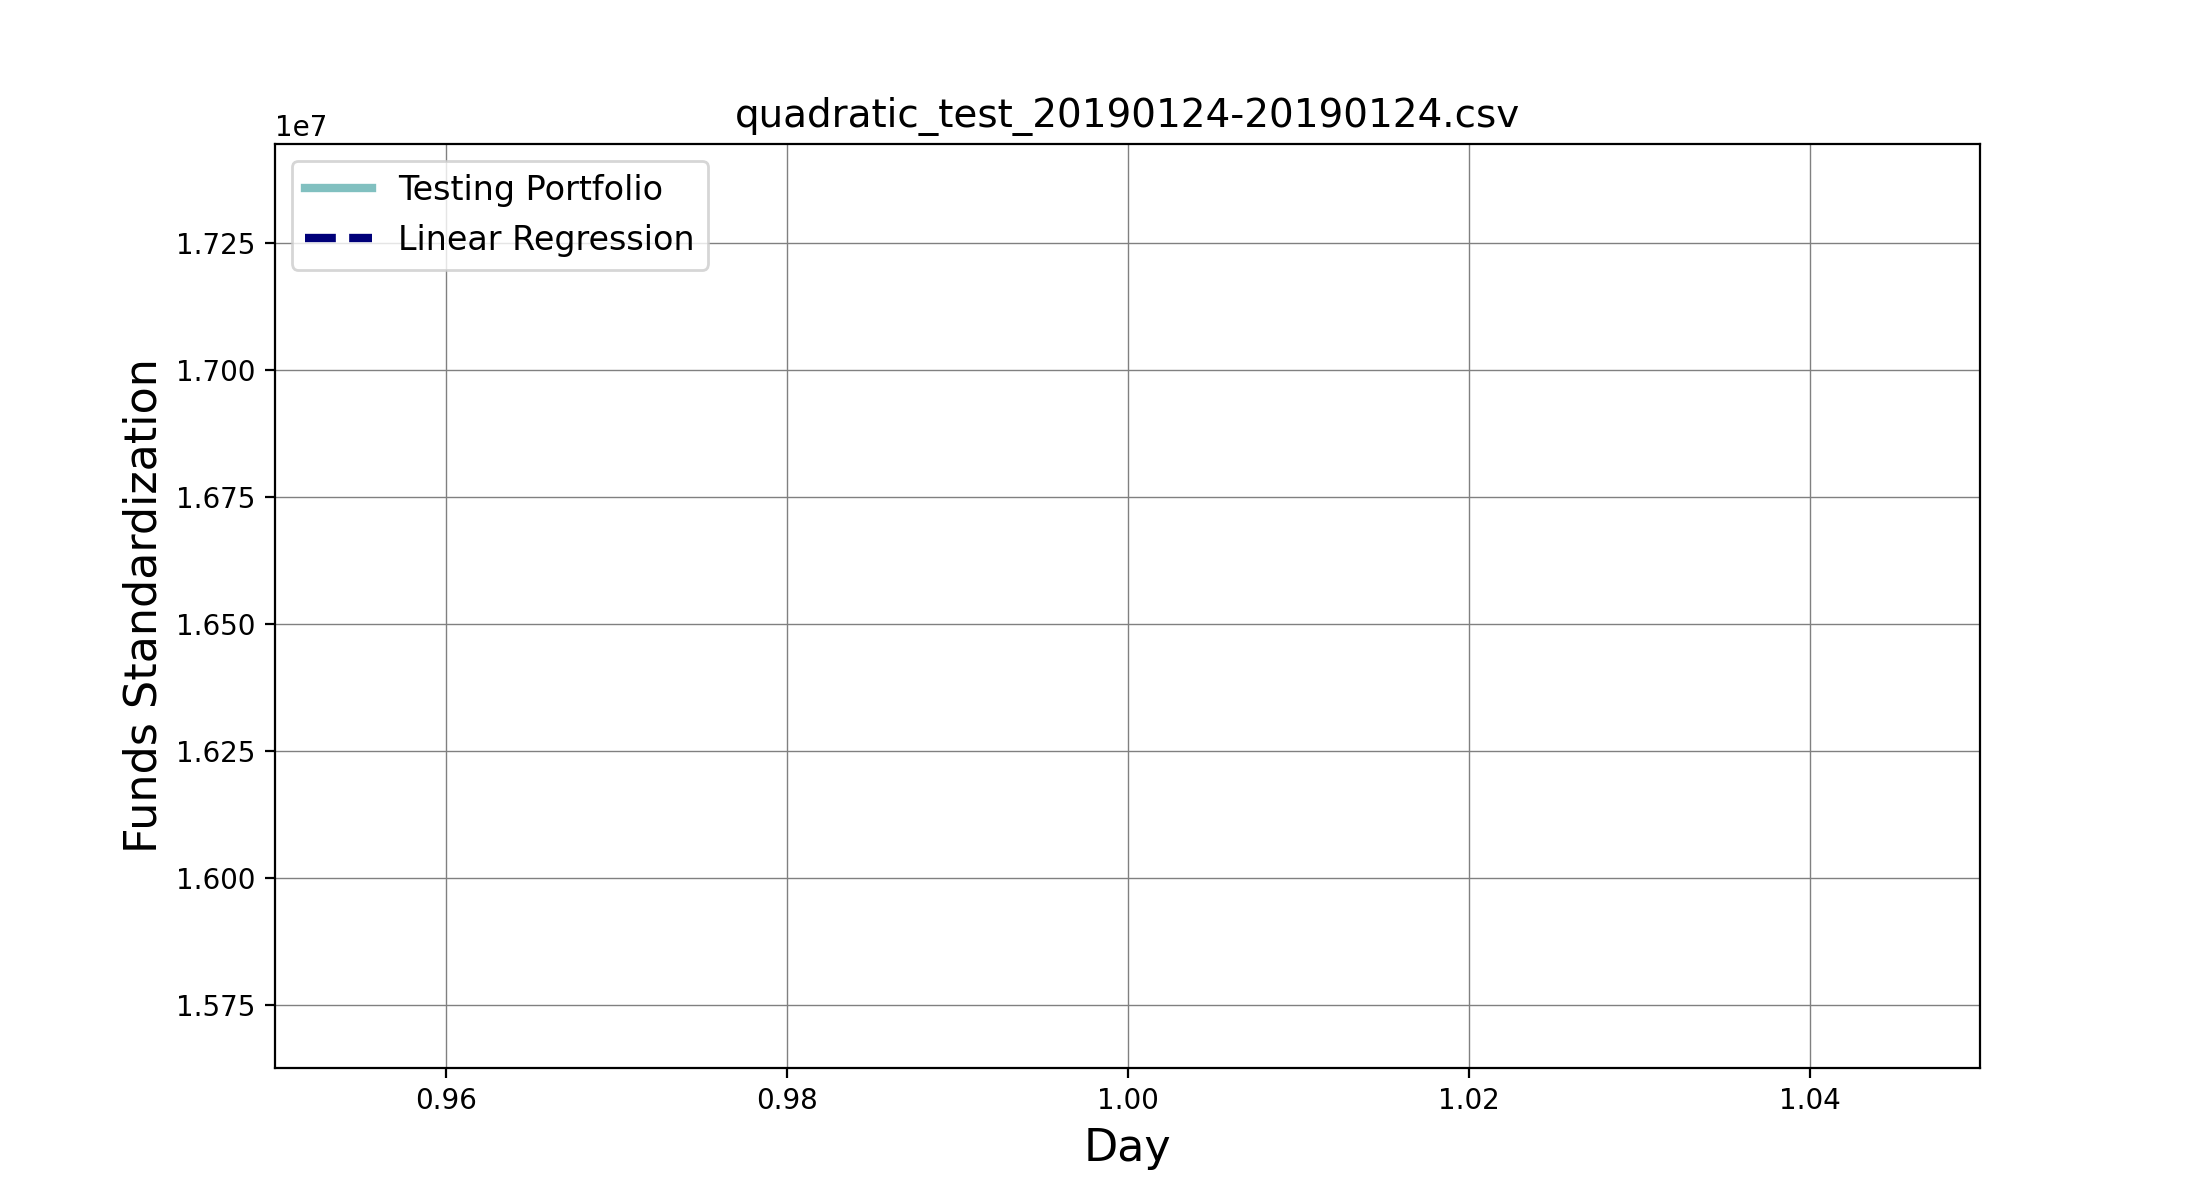 quadratic_test_20190124-20190124.csv
1e7
Testing Portfolio
Linear Regression
1.725
1.700
1.675
1.650
1.625
1.600
1.575
Funds Standardization
0.96 0.98 1.00 1.02 1.04
Day